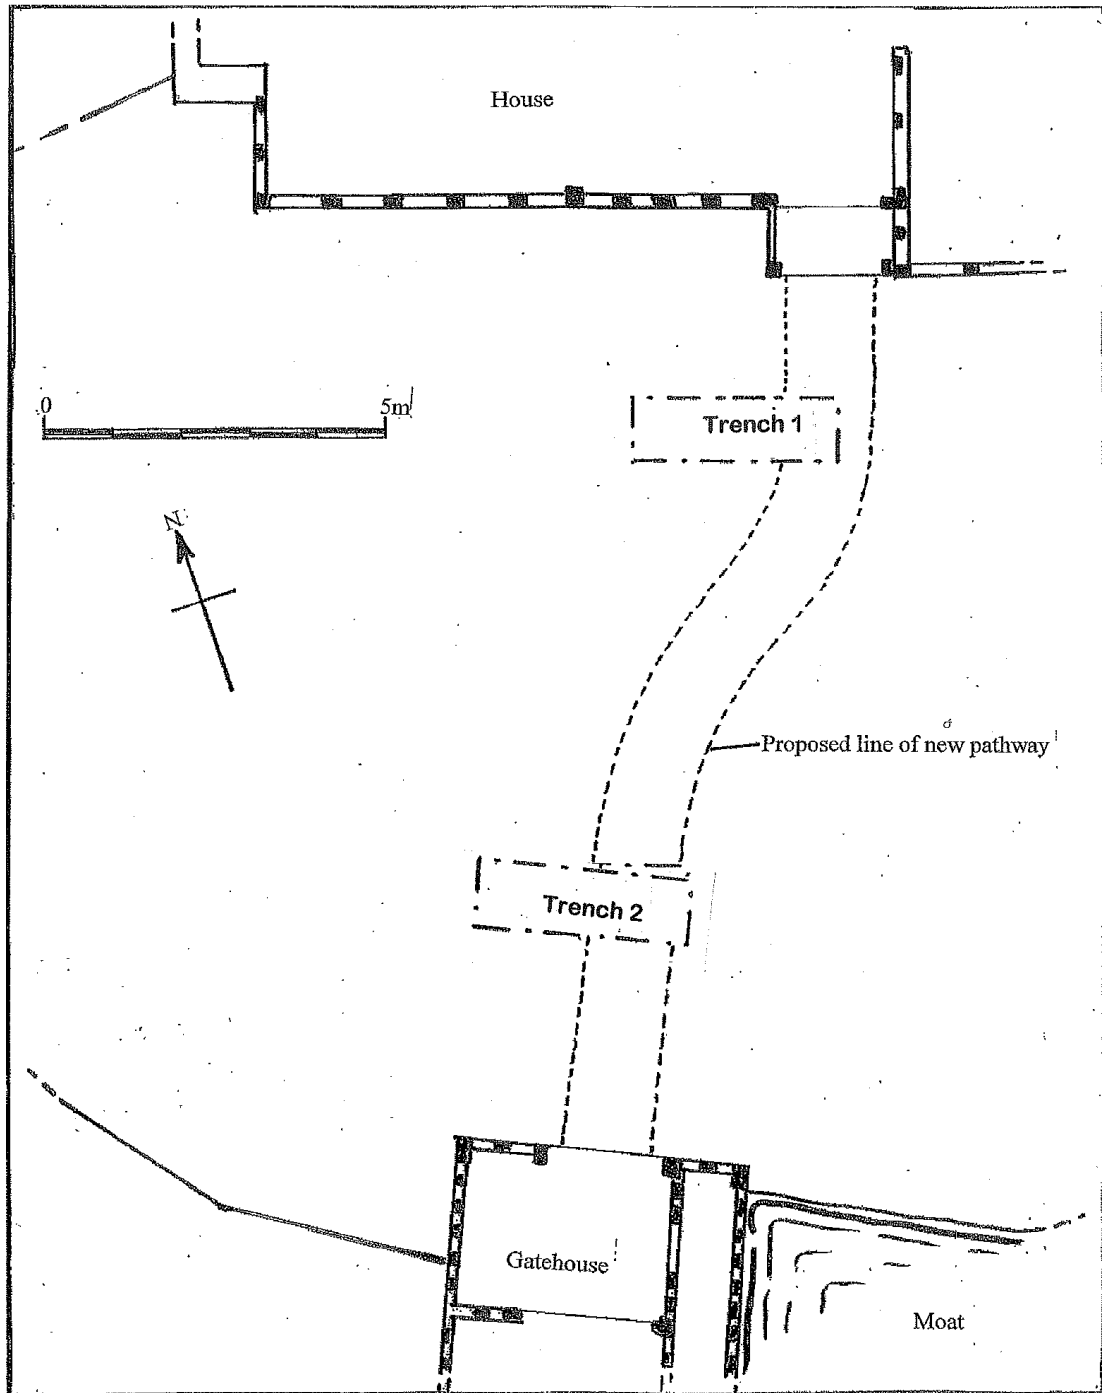 House
0 5m
Trench 1
N
Proposed line of new pathway
Trench 2
Gatehouse
Moat